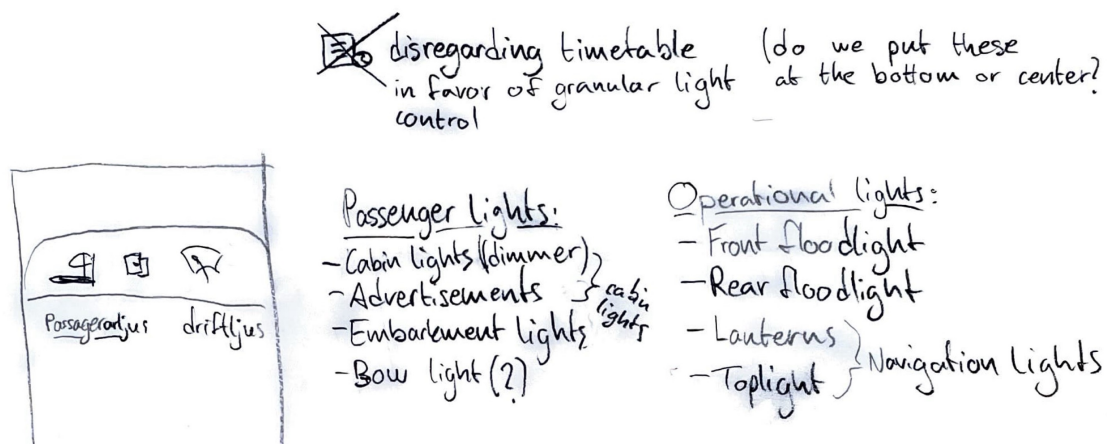 disregarding timetable
in favor of granular light
control
(do we put these
at the bottom or center?
Passagerarljus driftljus
Passenger lights:
- Cabin lights (dimmer)
- Advertisements
cabin
lights
- Embarkment lights
- Bow light (?)
Operational lights:
- Front floodlight
- Rear floodlight
- Lanterns
- Toplight
Navigation lights